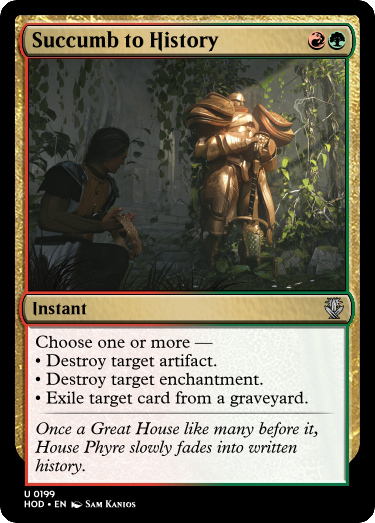 Succumb to History
Instant
Choose one or more —
• Destroy target artifact.
• Destroy target enchantment.
• Exile target card from a graveyard.
Once a Great House like many before it,
House Phyre slowly fades into written
history.
U 0199
HOD • EN Sam Kanios